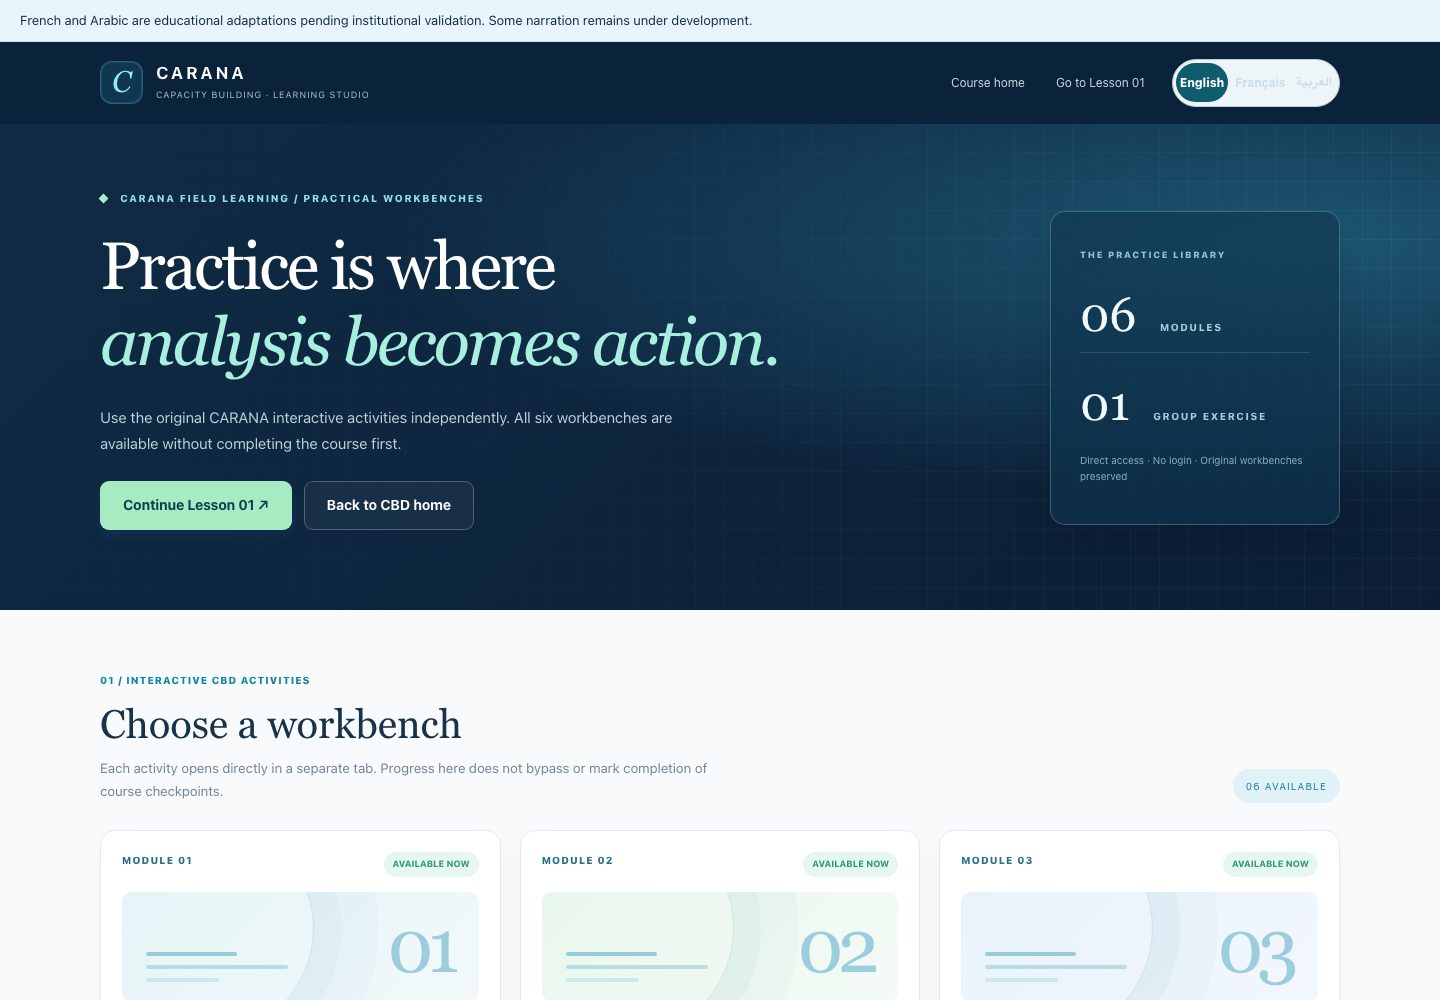 French and Arabic are educational adaptations pending institutional validation. Some narration remains under development.
C
CARANA
CAPACITY BUILDING · LEARNING STUDIO
Course home
Go to Lesson 01
English
Français
العربية
CARANA FIELD LEARNING / PRACTICAL WORKBENCHES
Practice is where
analysis becomes action.
Use the original CARANA interactive activities independently. All six workbenches are
available without completing the course first.
Continue Lesson 01 ↗
Back to CBD home
THE PRACTICE LIBRARY
06 MODULES
01 GROUP EXERCISE
Direct access · No login · Original workbenches
preserved
01 / INTERACTIVE CBD ACTIVITIES
Choose a workbench
Each activity opens directly in a separate tab. Progress here does not bypass or mark completion of
course checkpoints.
06 AVAILABLE
MODULE 01
AVAILABLE NOW
01
MODULE 02
AVAILABLE NOW
02
MODULE 03
AVAILABLE NOW
03